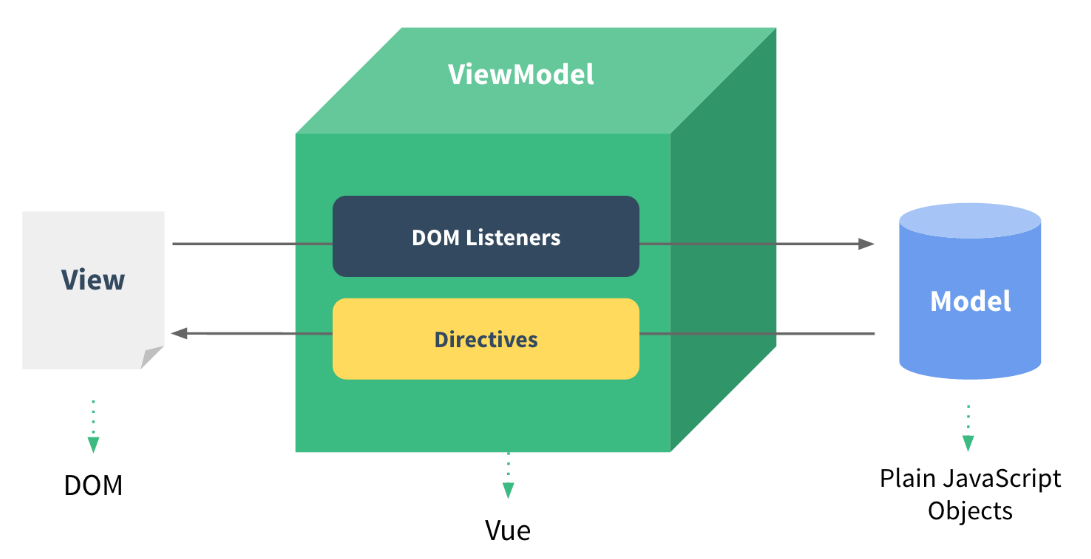 ViewModel
DOM Listeners
View
Model
Directives
DOM
Plain JavaScript
Objects
Vue